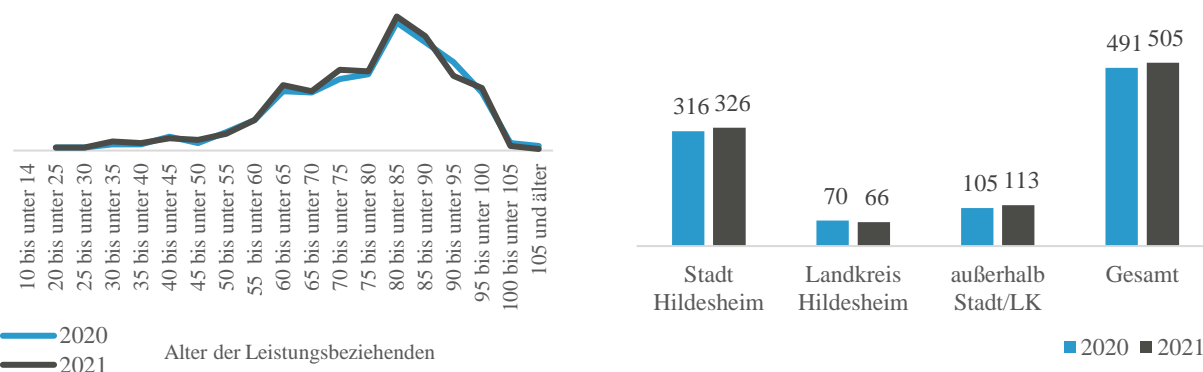 10 bis unter 14
20 bis unter 25
25 bis unter 30
30 bis unter 35
35 bis unter 40
40 bis unter 45
45 bis unter 50
50 bis unter 55
55 bis unter 60
60 bis unter 65
65 bis unter 70
70 bis unter 75
75 bis unter 80
80 bis unter 85
85 bis unter 90
90 bis unter 95
95 bis unter 100
100 bis unter 105
105 und älter
2020
2021
Alter der Leistungsbeziehenden
316 326
70 66
105 113
491 505
Stadt
Hildesheim
Landkreis
Hildesheim
außerhalb
Stadt/LK
Gesamt
2020 2021